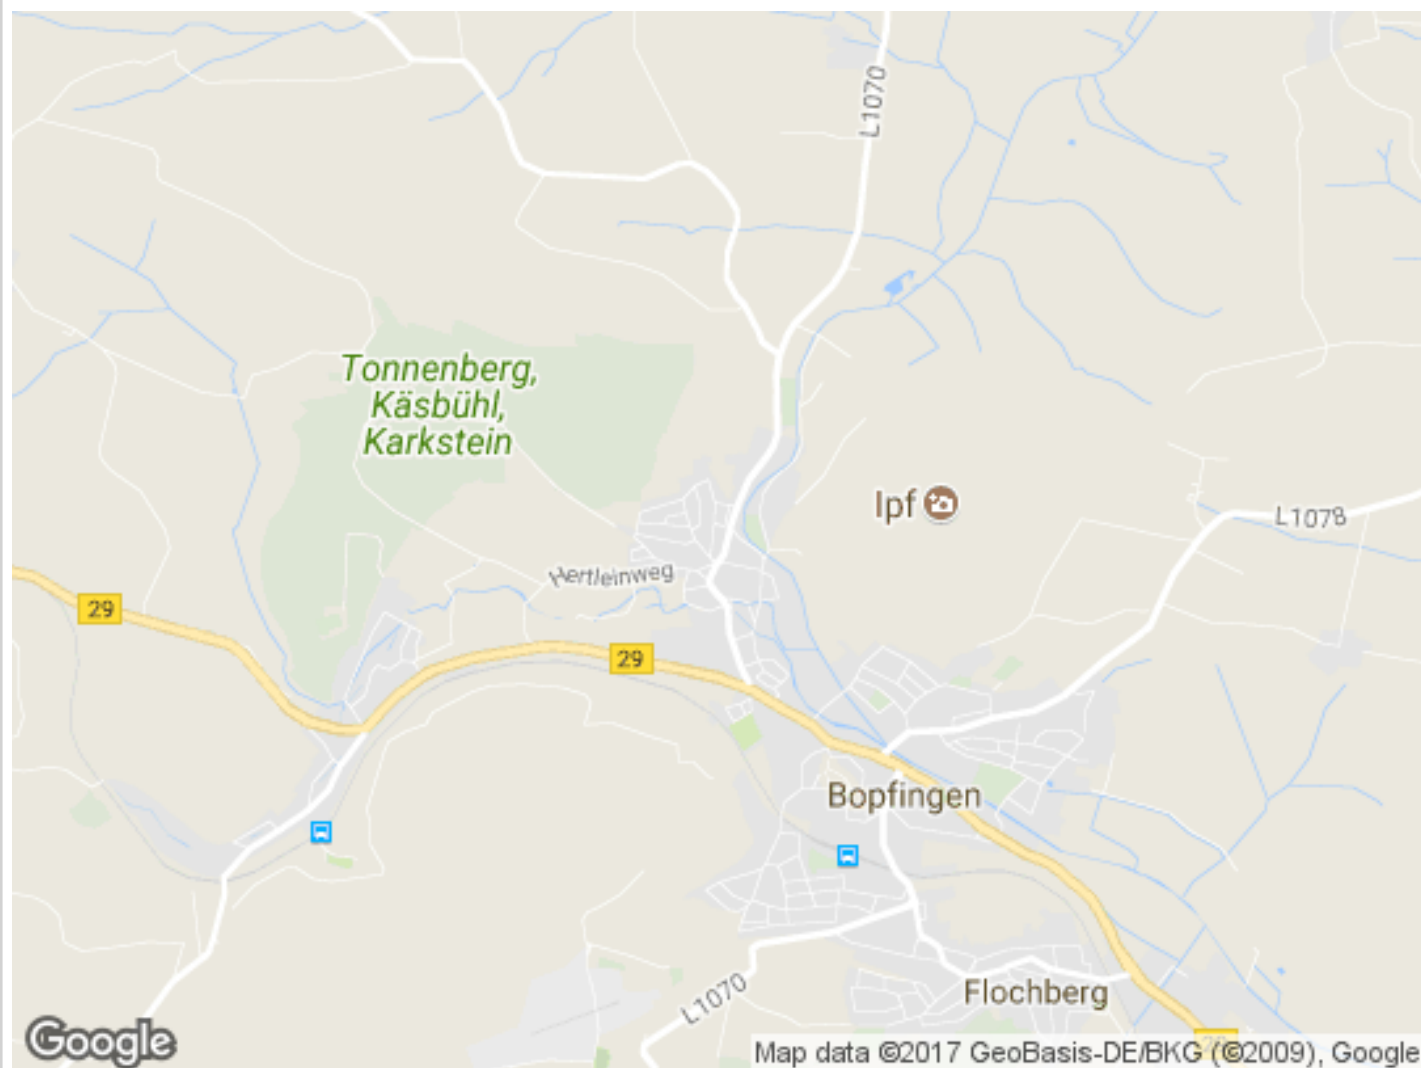 L1070
Tonnenberg,
Käsbühl,
Karkstein
Ipf
L1078
Hertleinweg
29
29
Bopfingen
Flochberg
L1070
29
Google
Map data ©2017 GeoBasis-DE/BKG (©2009), Google